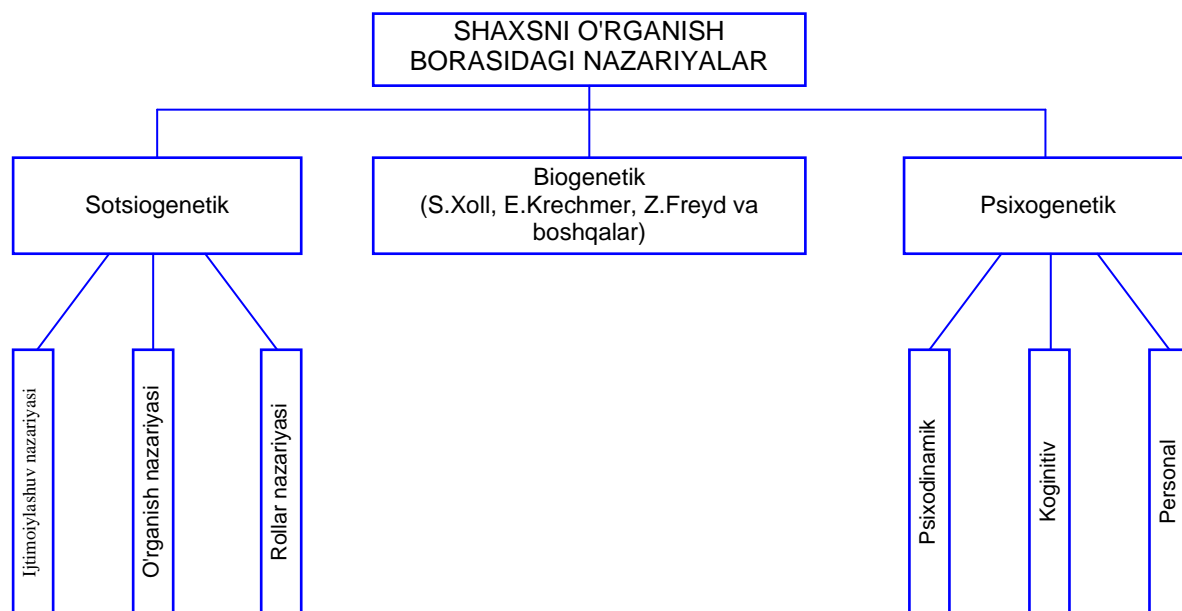 SHAXSNI O'RGANISH
BORASIDAGI NAZARIYALAR
Sotsiogenetik
Biogenetik
(S.Xoll, E.Krechmer, Z.Freyd va
boshqalar)
Psixogenetik
Ijtimoiylashuv nazariyasi
O'rganish nazariyasi
Rollar nazariyasi
Psixodinamik
Koginitiv
Personal